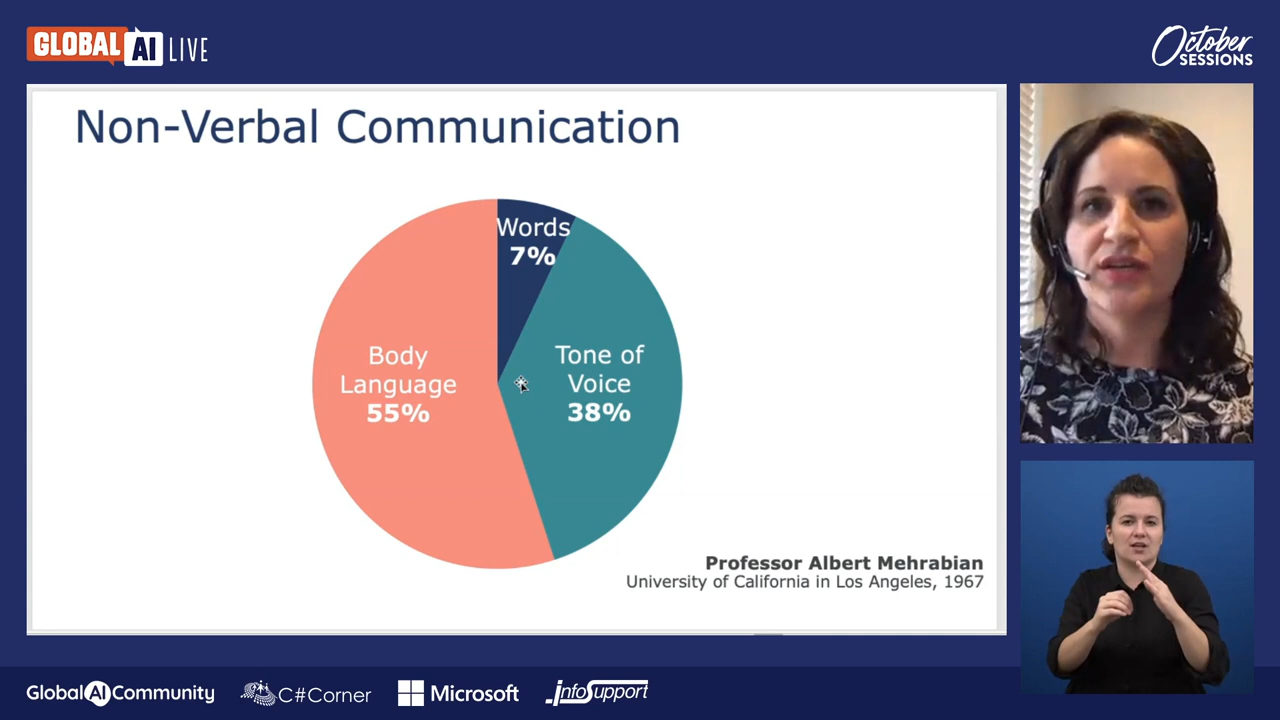 GLOBAL AI LIVE
October
SESSIONS
Non-Verbal Communication
Words
7%
Body
Language
55%
Tone of
Voice
38%
Professor Albert Mehrabian
University of California in Los Angeles, 1967
Global AI Community
C#Corner
Microsoft
infoSupport